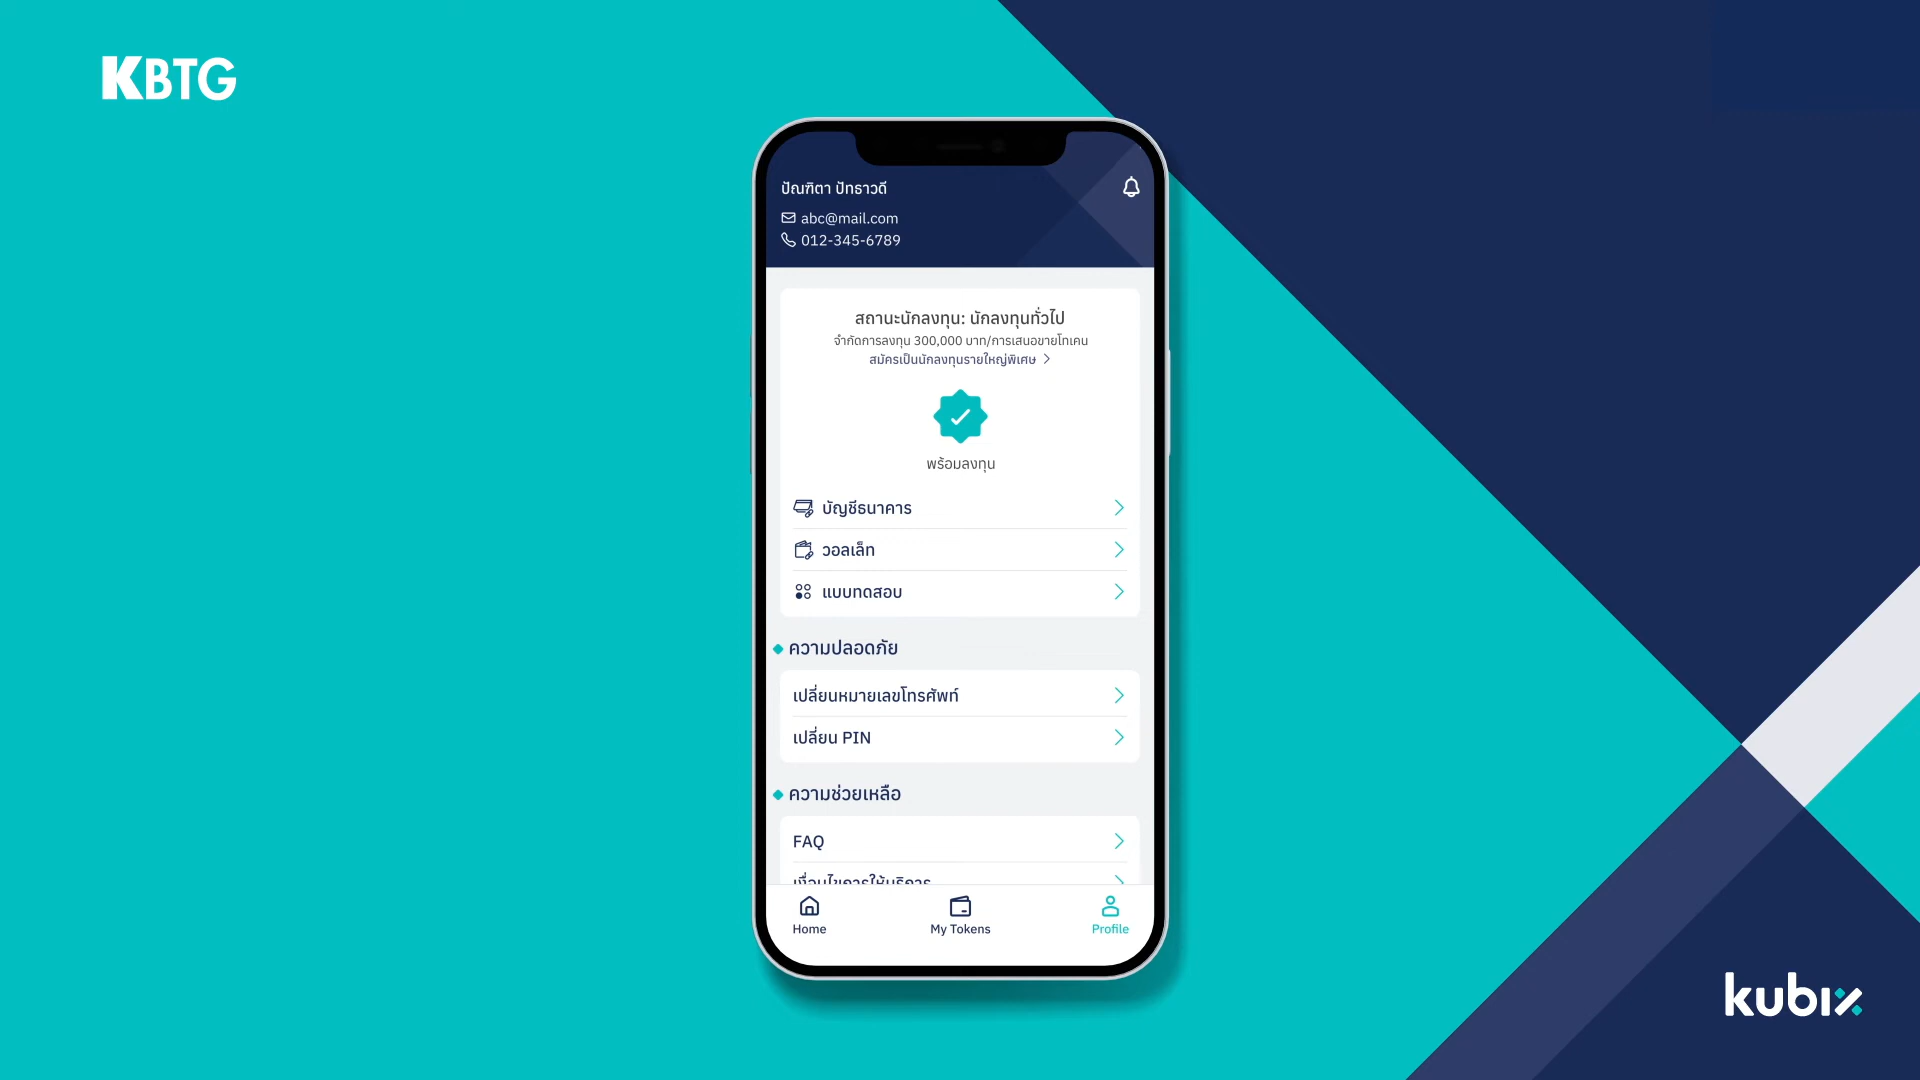 KBTG
ปัณฑิตา ปัทธาวดี
abc@mail.com
012-345-6789
สถานะนักลงทุน: นักลงทุนทั่วไป
จำกัดการลงทุน 300,000 บาท/การเสนอขายโทเคน
สมัครเป็นนักลงทุนรายใหญ่พิเศษ
พร้อมลงทุน
บัญชีธนาคาร
วอลเล็ท
แบบทดสอบ
ความปลอดภัย
เปลี่ยนหมายเลขโทรศัพท์
เปลี่ยน PIN
ความช่วยเหลือ
FAQ
เงื่อนไขการให้บริการ
Home
My Tokens
Profile
kubix